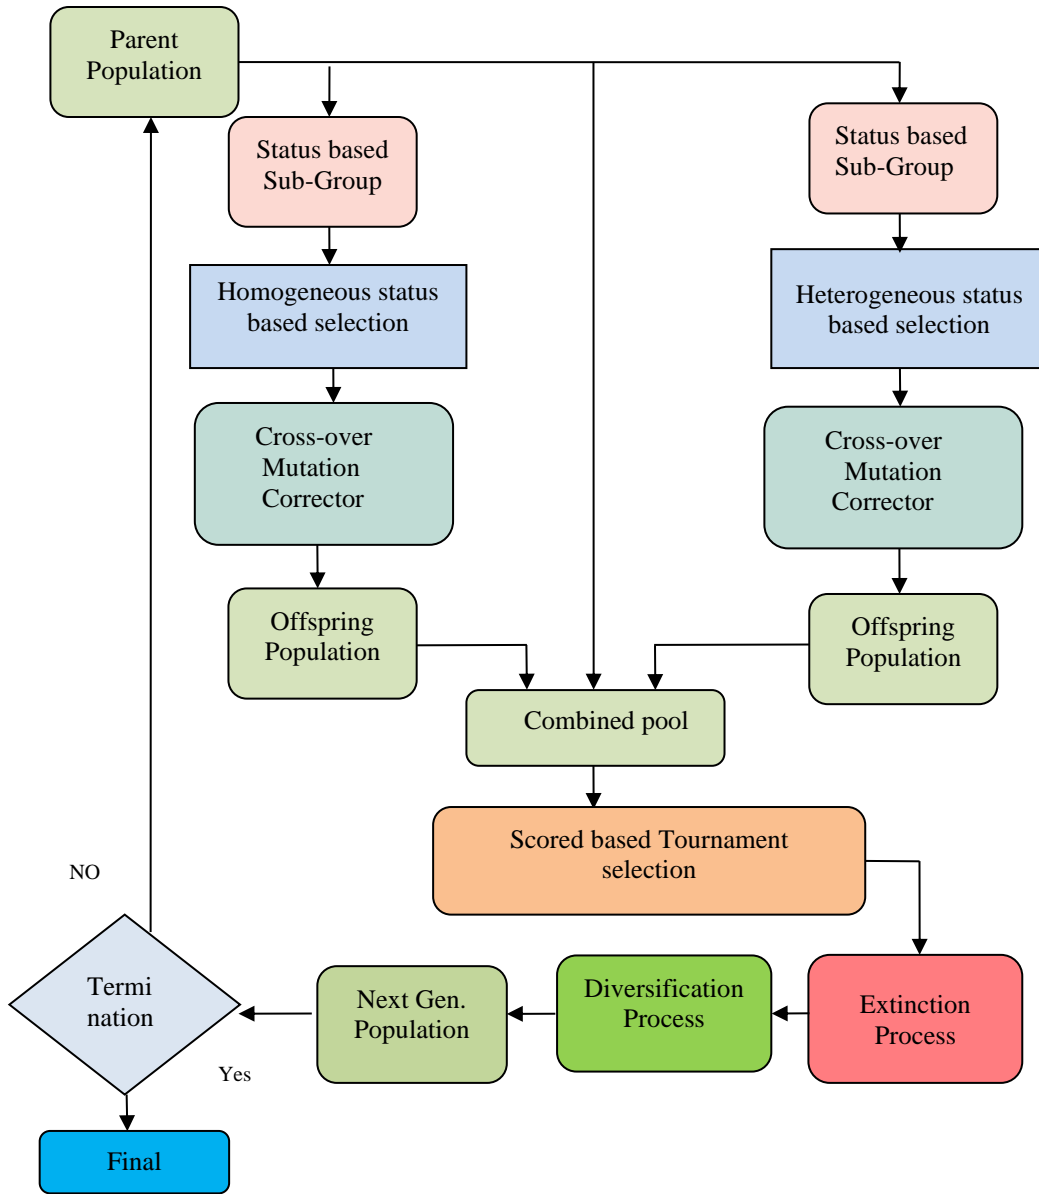 Parent
Population
Status based
Sub-Group
Status based
Sub-Group
Homogeneous status
based selection
Heterogeneous status
based selection
Cross-over
Mutation
Corrector
Cross-over
Mutation
Corrector
Offspring
Population
Offspring
Population
Combined pool
Scored based Tournament
selection
NO
Termi
nation
Next Gen.
Population
Diversification
Process
Extinction
Process
Yes
Final